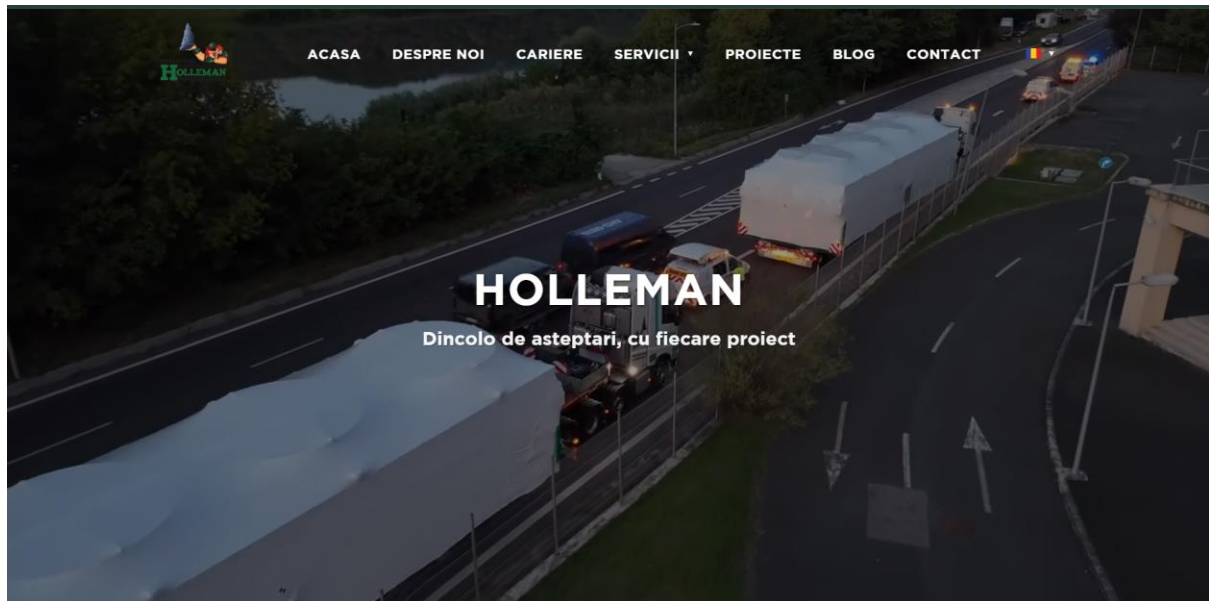 HOLLEMAN
ACASA
DESPRE NOI
CARIERE
SERVICII
PROIECTE
BLOG
CONTACT
HOLLEMAN
Dincolo de asteptari, cu fiecare proiect